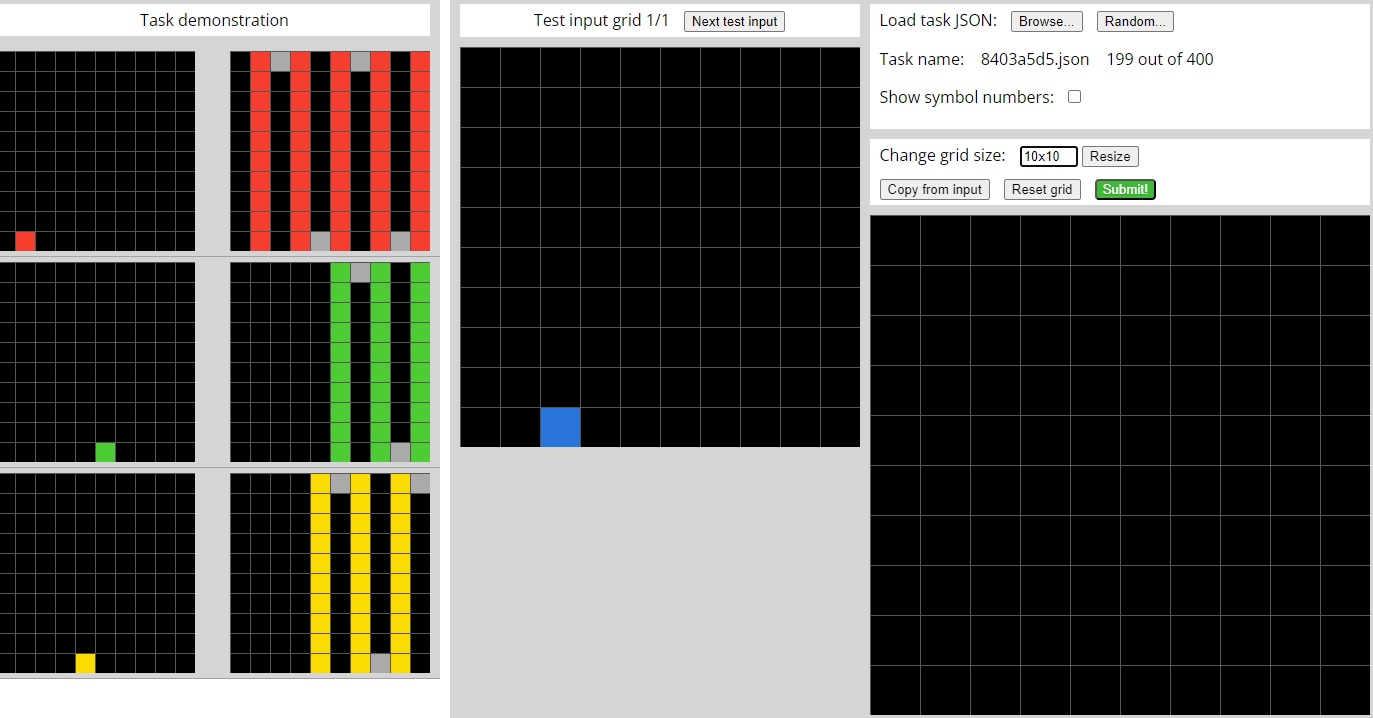 Task demonstration
Test input grid 1/1 Next test input
Load task JSON: Browse... Random...
Task name: 8403a5d5.json 199 out of 400
Show symbol numbers:
Change grid size: 10x10 Resize
Copy from input Reset grid Submit!